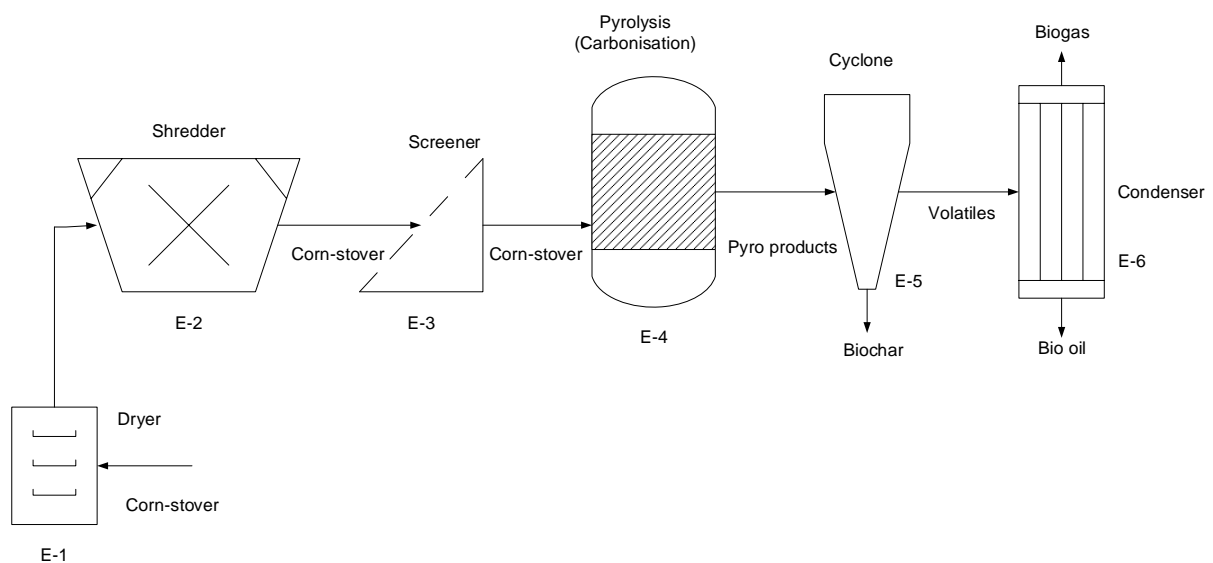 Pyrolysis
(Carbonisation)
Biogas
Cyclone
Shredder
Screener
Condenser
Volatiles
Corn-stover
Corn-stover
Pyro products
E-6
E-5
E-2
E-3
E-4
Biochar
Bio oil
Dryer
Corn-stover
E-1